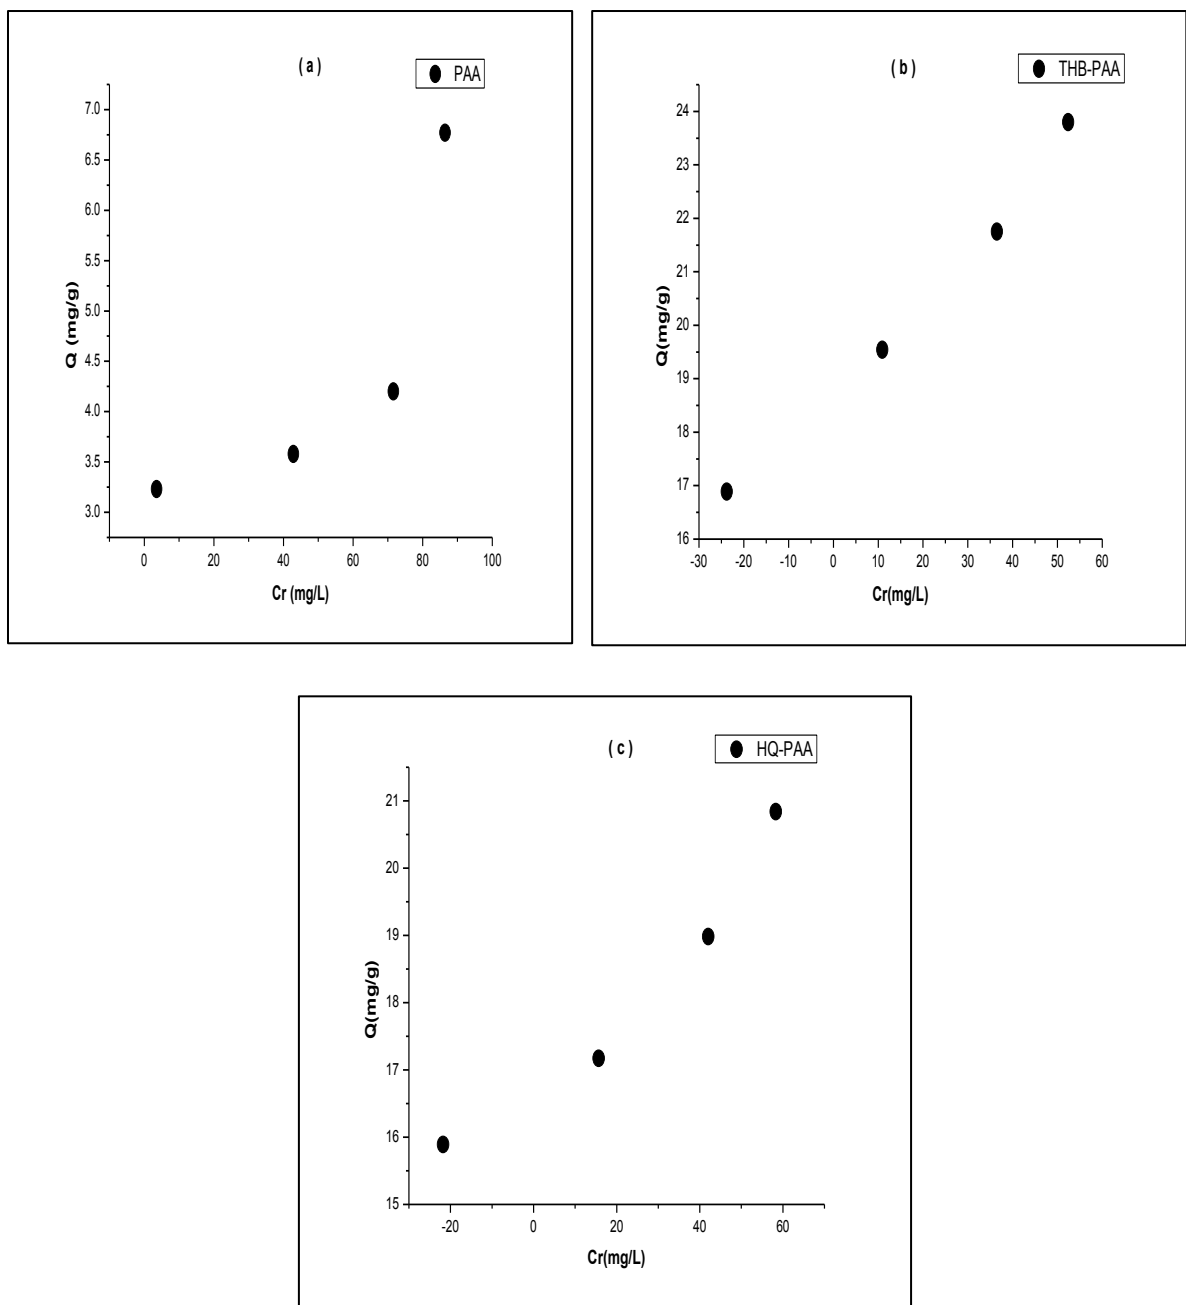 ( a )
PAA
7.0
6.5
6.0
5.5
5.0
4.5
4.0
3.5
3.0
Q (mg/g)
0 20 40 60 80 100
Cr (mg/L)
( b )
THB-PAA
24
23
22
21
20
19
18
17
16
Q(mg/g)
-30 -20 -10 0 10 20 30 40 50 60
Cr(mg/L)
( c )
HQ-PAA
21
20
19
18
17
16
15
Q(mg/g)
-20 0 20 40 60
Cr(mg/L)